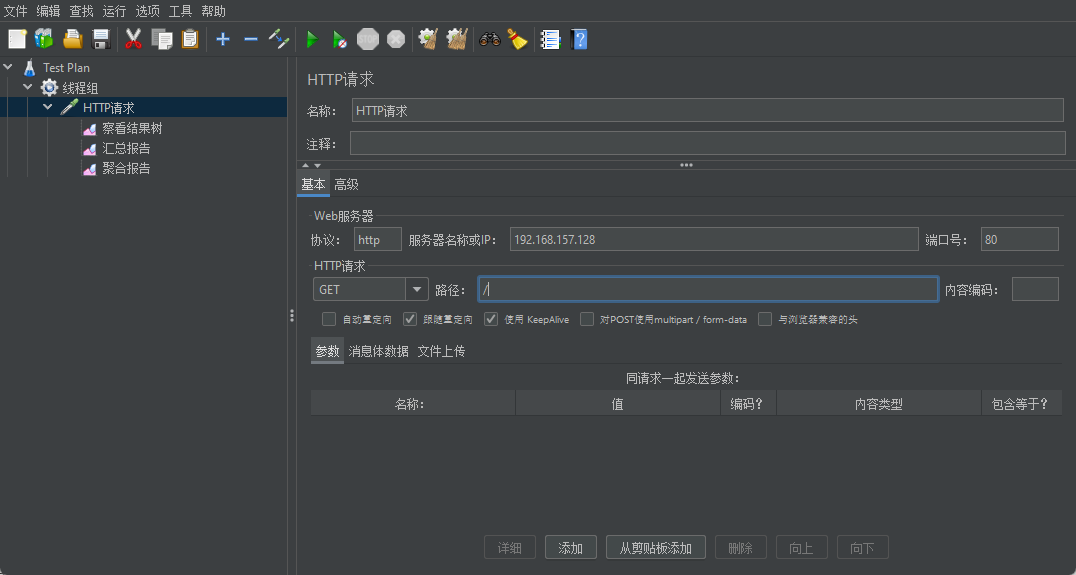 文件 编辑 查找 运行 选项 工具 帮助
Test Plan
线程组
HTTP请求
察看结果树
汇总报告
聚合报告
HTTP请求
名称： HTTP请求
注释：
基本 高级
Web服务器
协议： http 服务器名称或IP： 192.168.157.128 端口号： 80
HTTP请求
GET 路径： / 内容编码：
自动重定向 跟随重定向 使用 KeepAlive 对POST使用multipart / form-data 与浏览器兼容的头
参数 消息体数据 文件上传
同请求一起发送参数：
名称： 值 编码？ 内容类型 包含等于？
详细 添加 从剪贴板添加 删除 向上 向下